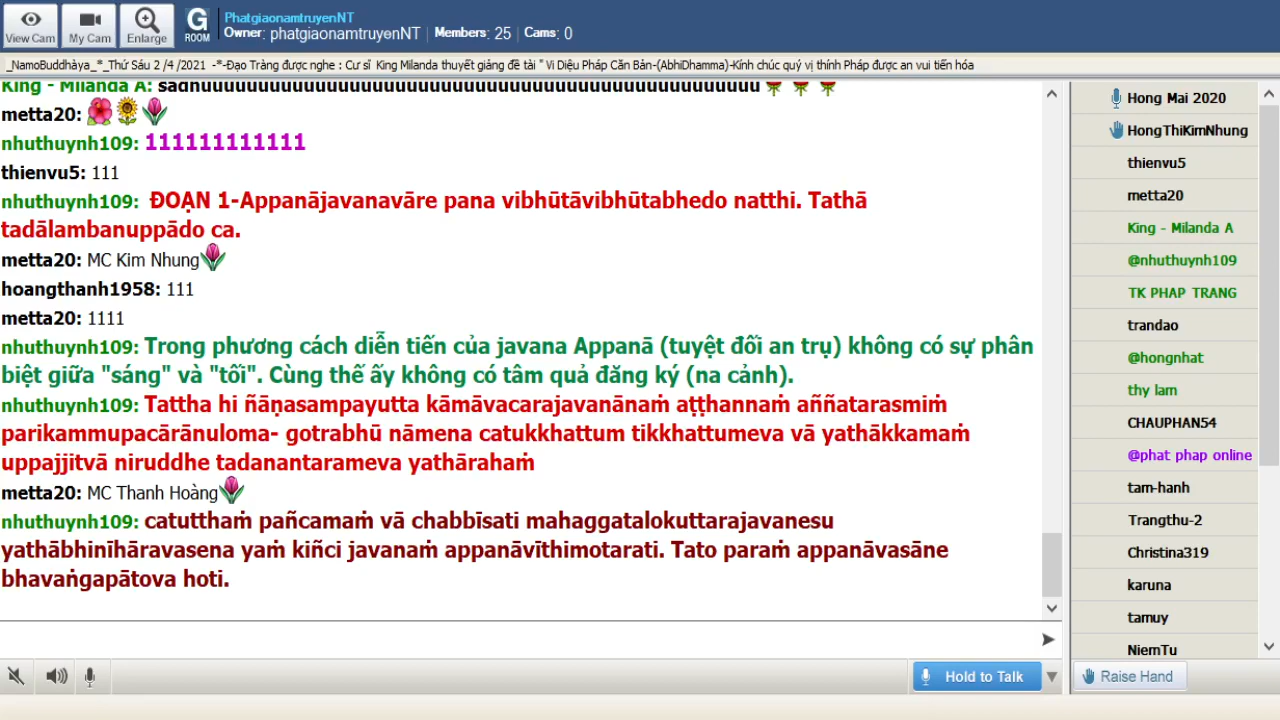 View Cam
My Cam
Enlarge
G
ROOM
PhatgiaonamtruyenNT
Owner: phatgiaonamtruyenNT | Members: 25 | Cams: 0
_NamoBuddhàya_*_Thứ Sáu 2 /4 /2021 -*-Đạo Tràng được nghe : Cư sĩ King Milanda thuyết giảng đề tài " Vi Diệu Pháp Căn Bản-(AbhiDhamma)-Kính chúc quý vị thính Pháp được an vui tiến hóa
King - Milanda A:
metta20:
nhuthuynh109: 111111111111
thienvu5: 111
nhuthuynh109: ĐOẠN 1-Appanājavanavāre pana vibhūtāvibhūtabhedo natthi. Tathā
tadālambanuppādo ca.
metta20: MC Kim Nhung
hoangthanh1958: 111
metta20: 1111
nhuthuynh109: Trong phương cách diễn tiến của javana Appanā (tuyệt đối an trụ) không có sự phân
biệt giữa "sáng" và "tối". Cùng thế ấy không có tâm quả đăng ký (na cảnh).
nhuthuynh109: Tattha hi ñāṇasampayutta kāmāvacarajavanānaṁ aṭṭhannaṁ aññatarasmiṁ
parikammupacārānuloma- gotrabhū nāmena catukkhattum tikkhattumeva vā yathākkamaṁ
uppajjitvā niruddhe tadanantarameva yathārahaṁ
metta20: MC Thanh Hoàng
nhuthuynh109: catutthaṁ pañcamaṁ vā chabbīsati mahaggatalokuttarajavanesu
yathābhinīhāravasena yaṁ kiñci javanaṁ appanāvīthimotarati. Tato paraṁ appanāvasāne
bhavaṅgapātova hoti.
Hold to Talk
Hong Mai 2020
HongThiKimNhung
thienvu5
metta20
King - Milanda A
@nhuthuynh109
TK PHAP TRANG
trandao
@hongnhat
thy lam
CHAUPHAN54
@phat phap online
tam-hanh
Trangthu-2
Christina319
karuna
tamuy
NiemTu
Raise Hand